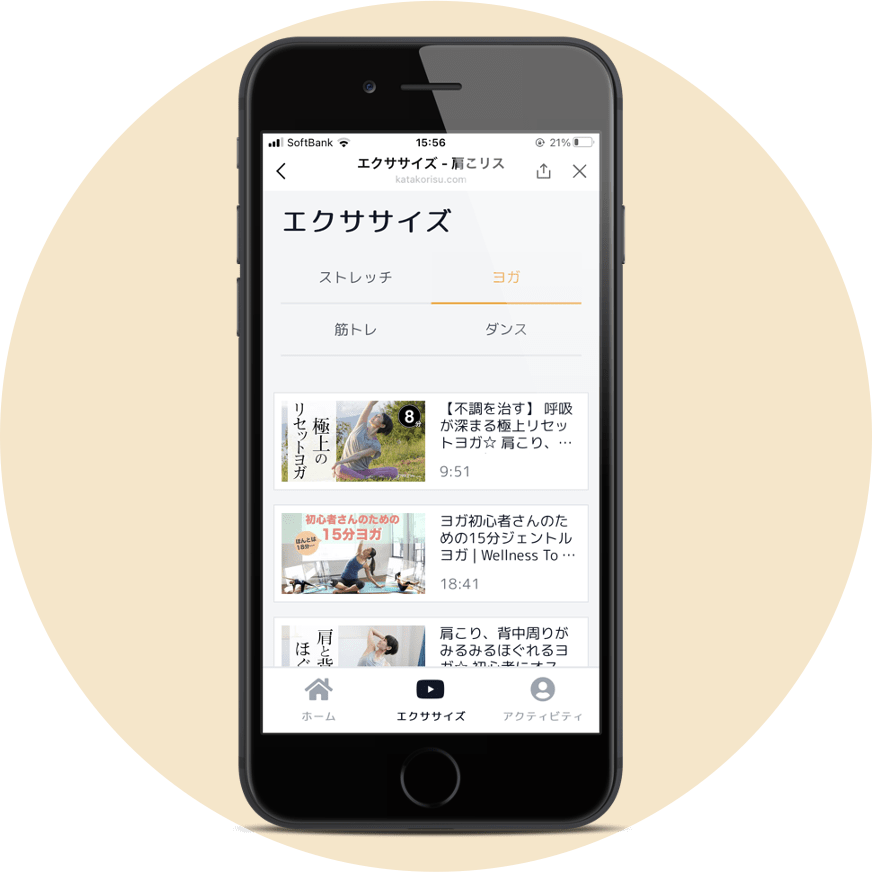 SoftBank 15:56 21%
エクササイズ - 肩こリス
katakorisu.com
エクササイズ
ストレッチ ヨガ
筋トレ ダンス
極上の
リセットヨガ
8分
【不調を治す】 呼吸
が深まる極上リセッ
トヨガ☆ 肩こり、…
9:51
初心者さんのための
15分ヨガ
ほんとは
18分…
ヨガ初心者さんのた
めの15分ジェントル
ヨガ | Wellness To …
18:41
肩と背
ほぐ
肩こり、背中周りが
みるみるほぐれるヨ
ガ☆ 初心者にオス
ホーム エクササイズ アクティビティ